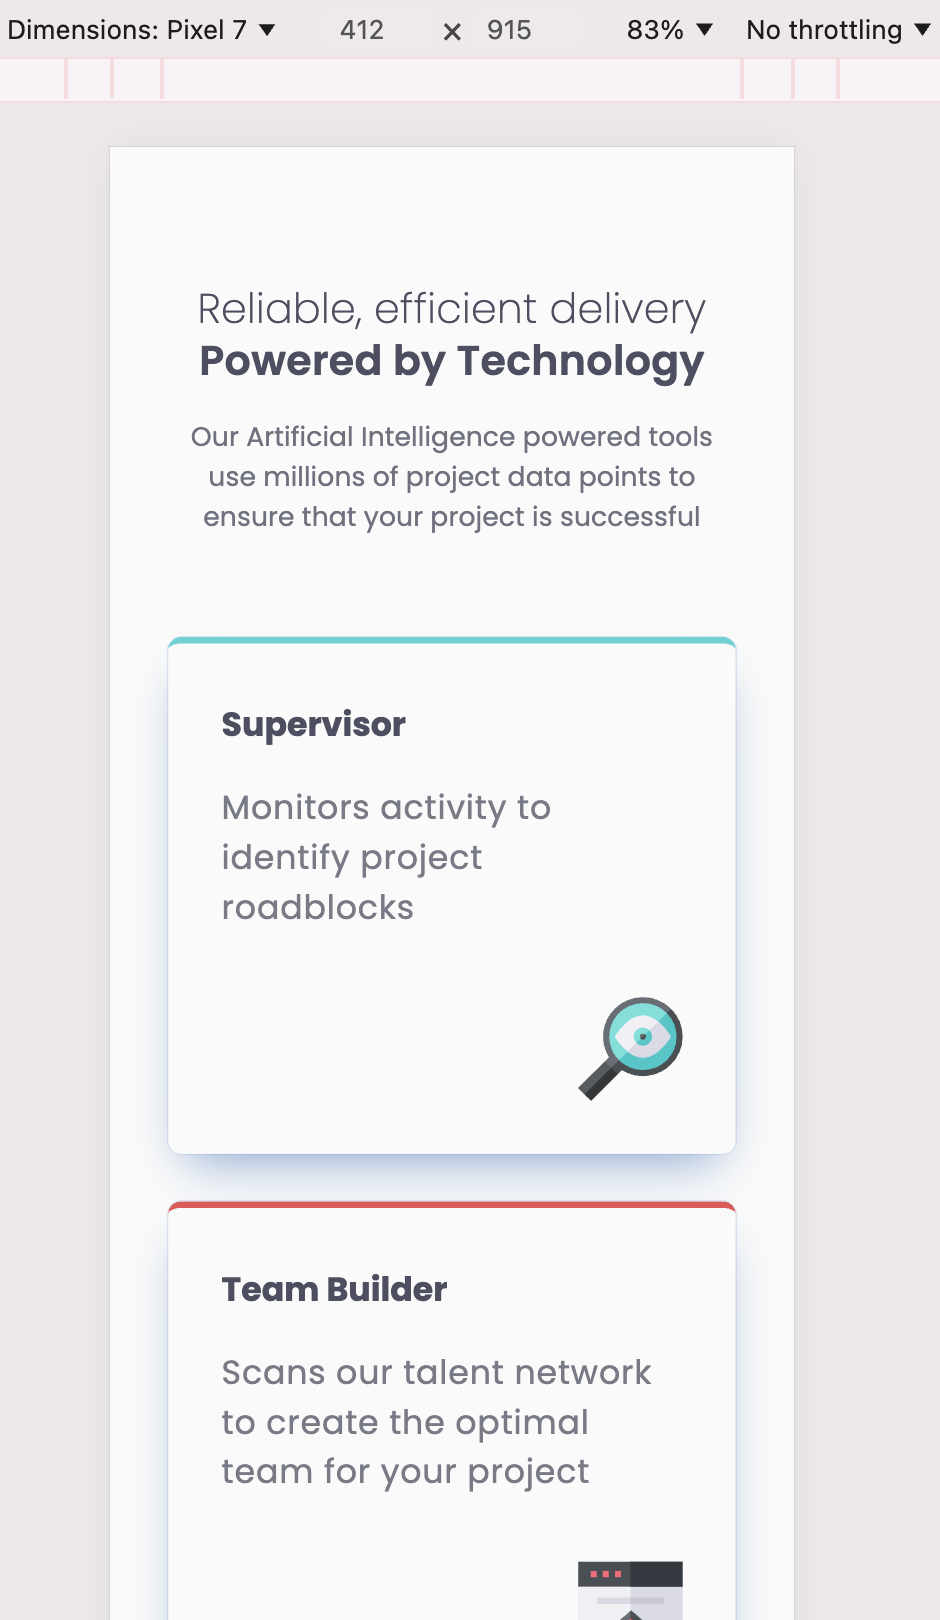 Dimensions: Pixel 7 ▼ 412 × 915 83% ▼ No throttling ▼
Reliable, efficient delivery
Powered by Technology
Our Artificial Intelligence powered tools
use millions of project data points to
ensure that your project is successful
Supervisor
Monitors activity to
identify project
roadblocks
Team Builder
Scans our talent network
to create the optimal
team for your project